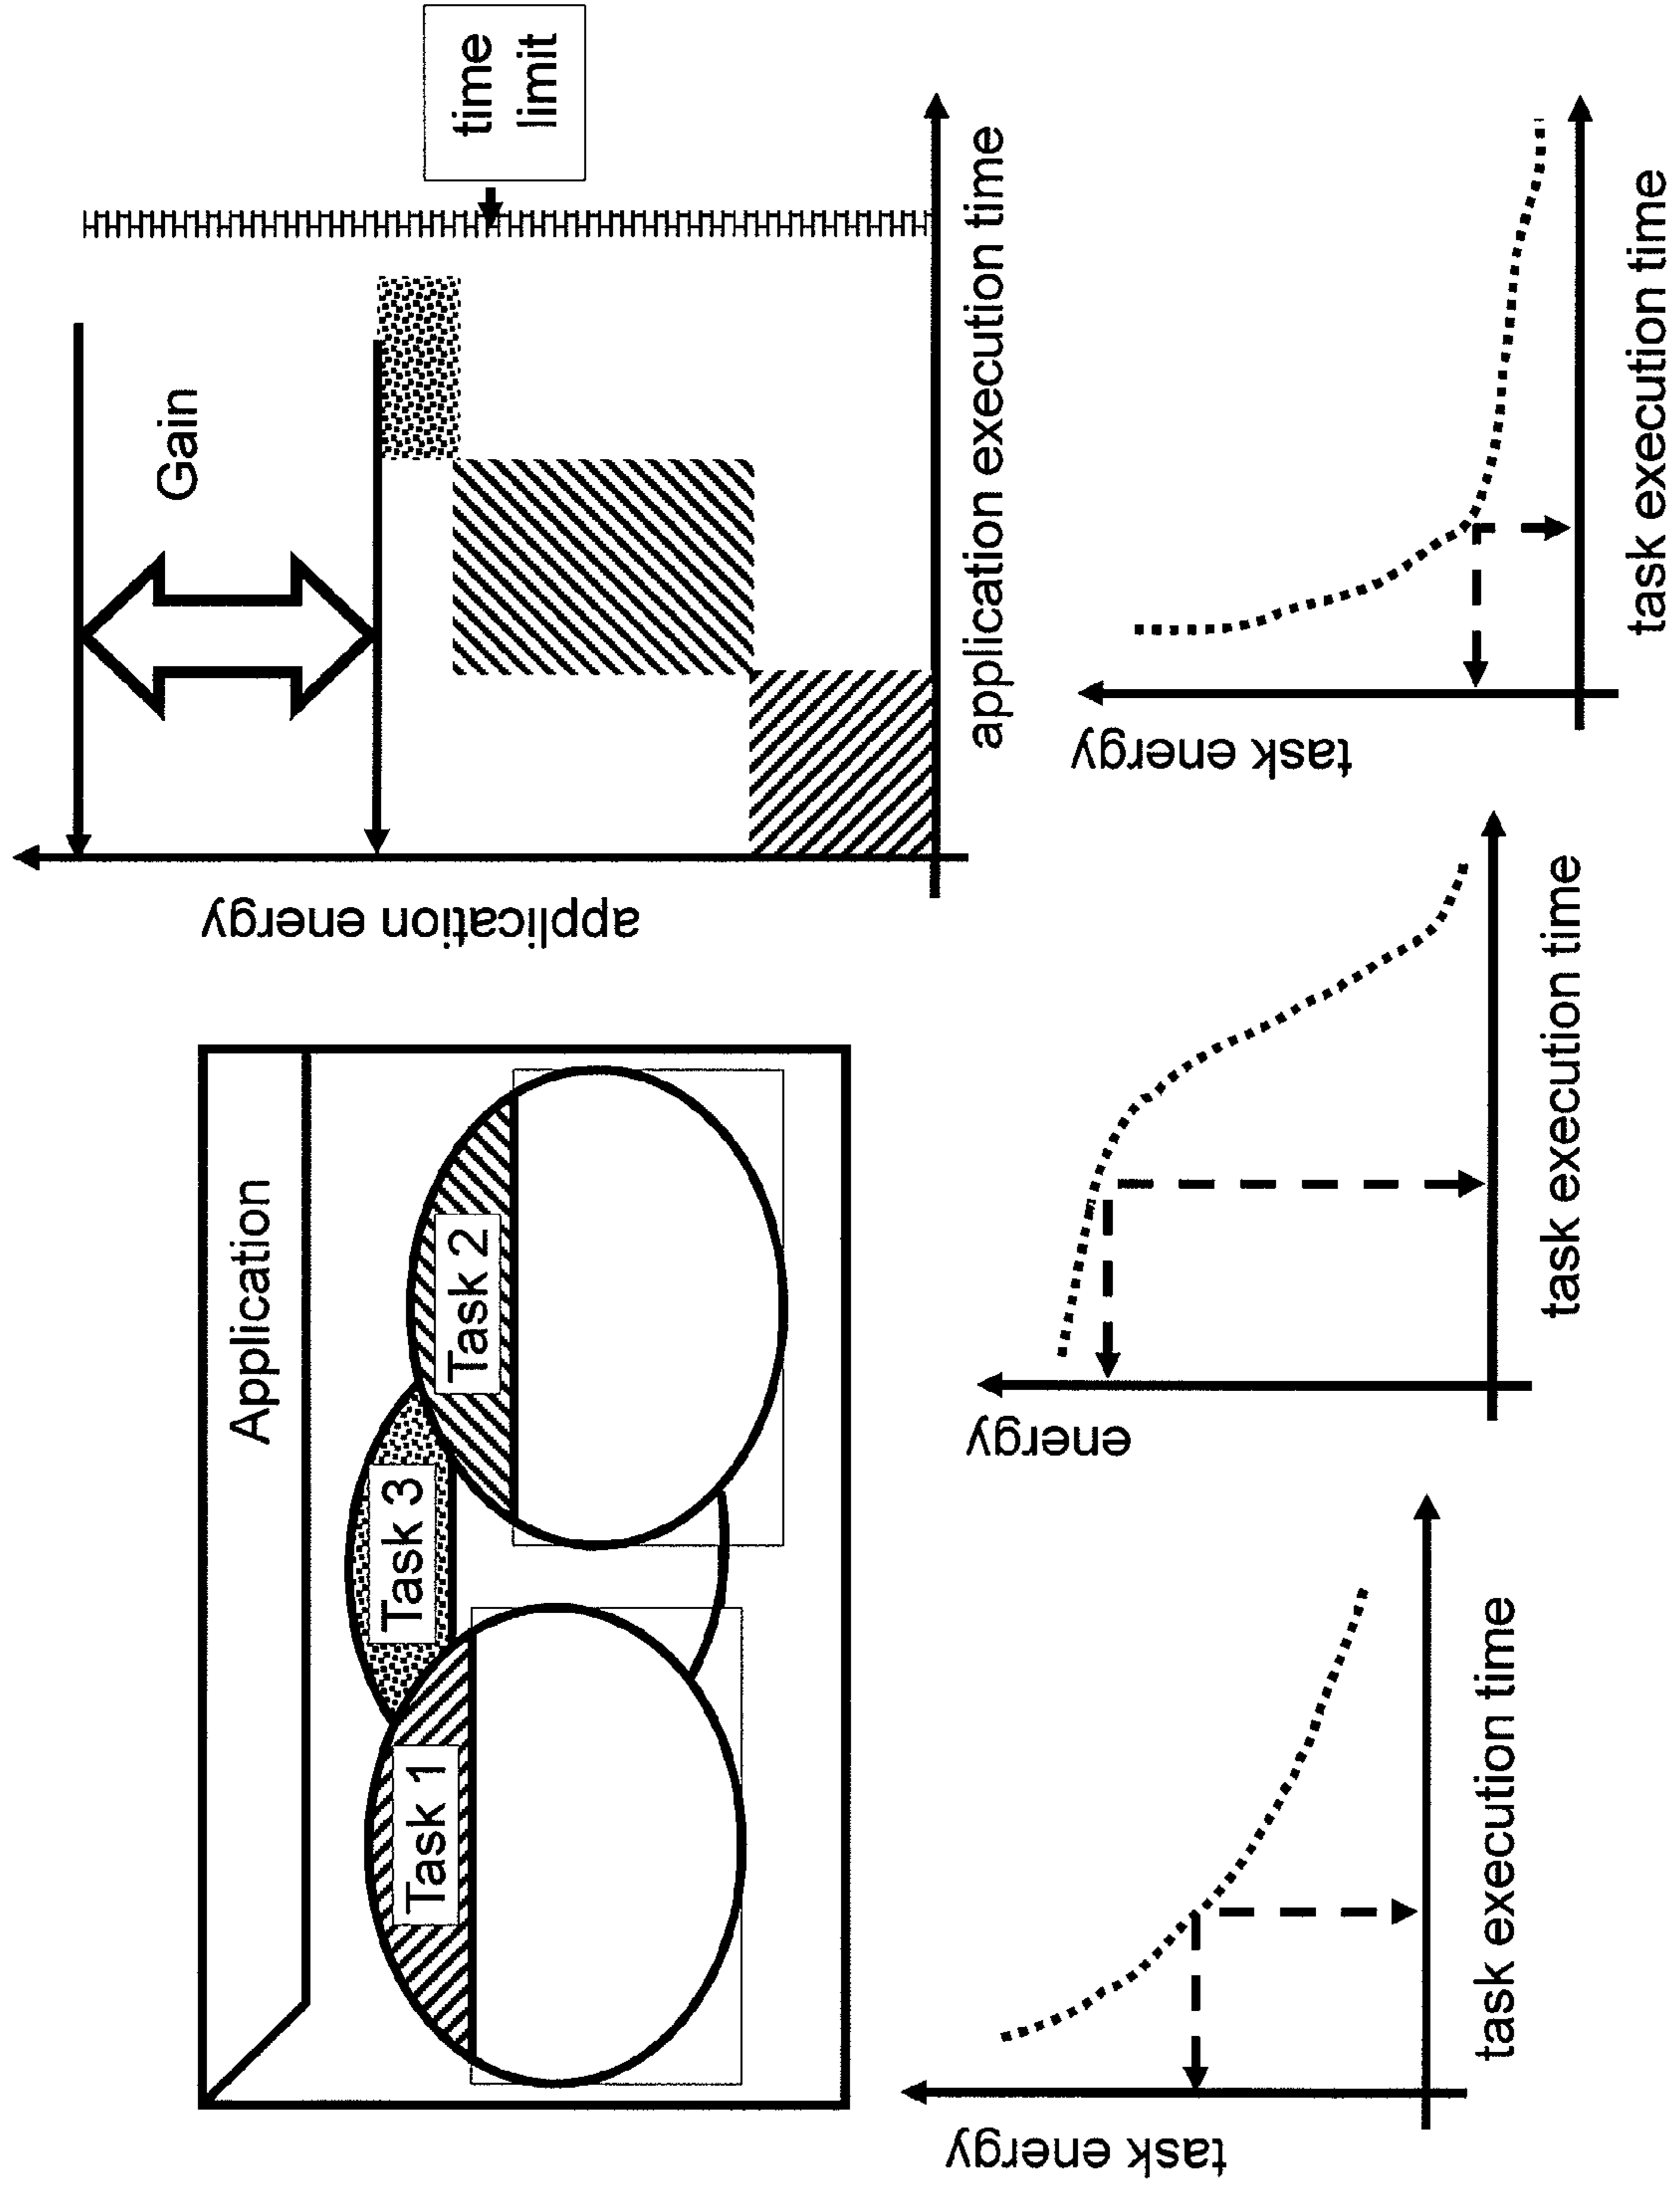 Application
Task 1
Task 3
Task 2
application energy
Gain
time
limit
application execution time
task energy
task execution time
energy
task execution time
task energy
task execution time